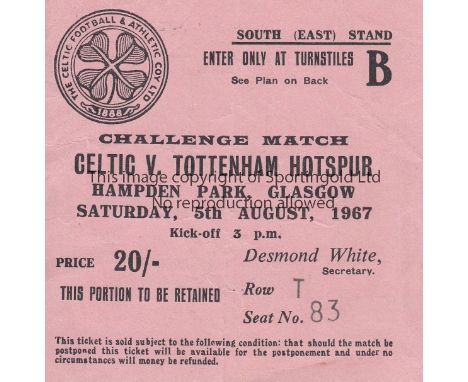 THE CELTIC FOOTBALL & ATHLETIC COY LTD
1888
SOUTH (EAST) STAND
ENTER ONLY AT TURNSTILES B
See Plan on Back
CHALLENGE MATCH
CELTIC V. TOTTENHAM HOTSPUR
This image copyright of Sportingold Ltd
HAMPDEN PARK, GLASGOW
No reproduction allowed
SATURDAY, 5th AUGUST, 1967
Kick-off 3 p.m.
PRICE 20/-
Desmond White,
Secretary.
THIS PORTION TO BE RETAINED
Row T
Seat No. 83
This ticket is sold subject to the following condition: that should the match be
postponed this ticket will be available for the postponement and under no
circumstances will money be refunded.